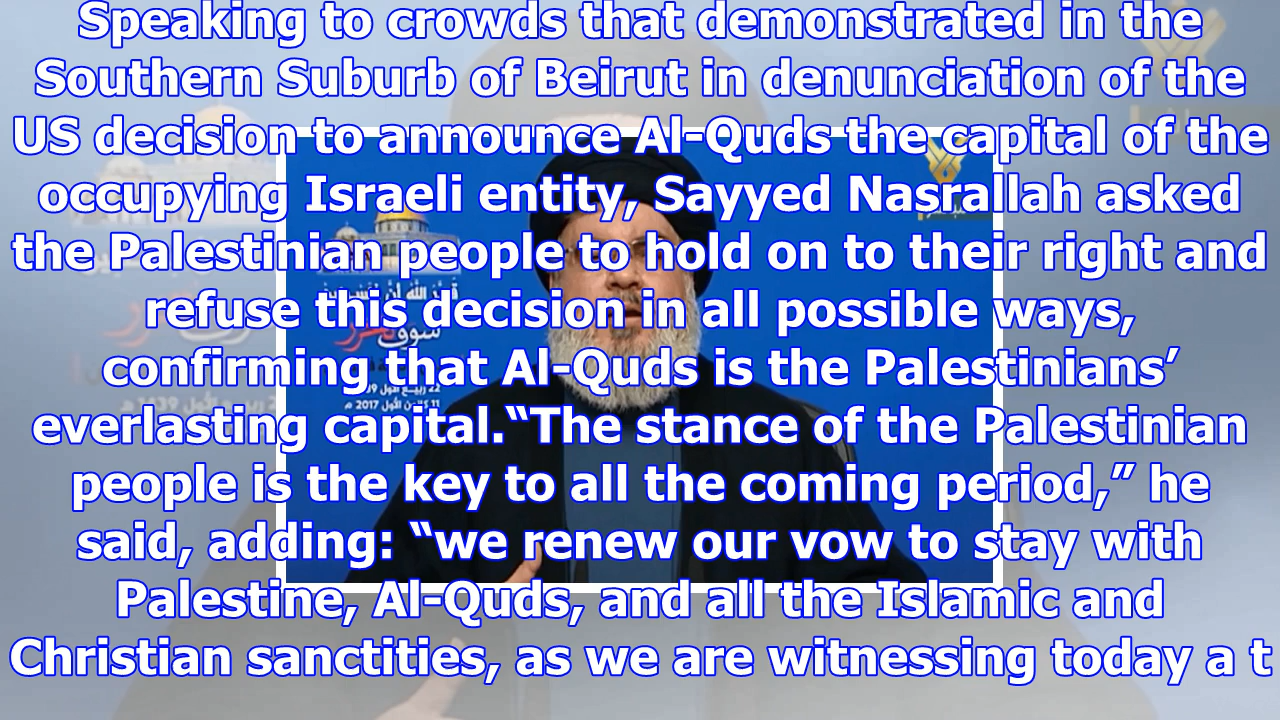 Speaking to crowds that demonstrated in the
Southern Suburb of Beirut in denunciation of the
US decision to announce Al-Quds the capital of the
occupying Israeli entity, Sayyed Nasrallah asked
the Palestinian people to hold on to their right and
refuse this decision in all possible ways,
confirming that Al-Quds is the Palestinians’
everlasting capital.“The stance of the Palestinian
people is the key to all the coming period,” he
said, adding: “we renew our vow to stay with
Palestine, Al-Quds, and all the Islamic and
Christian sanctities, as we are witnessing today a t